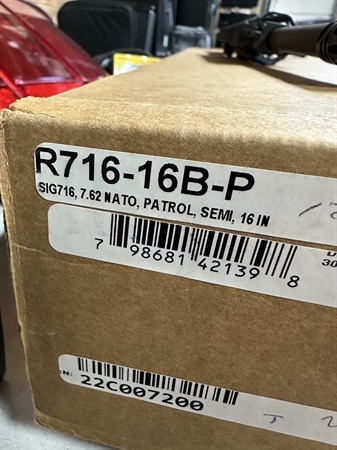 R716-16B-P
SIG716, 7.62 NATO, PATROL, SEMI, 16 IN
7 98681 42139 8
22C007200